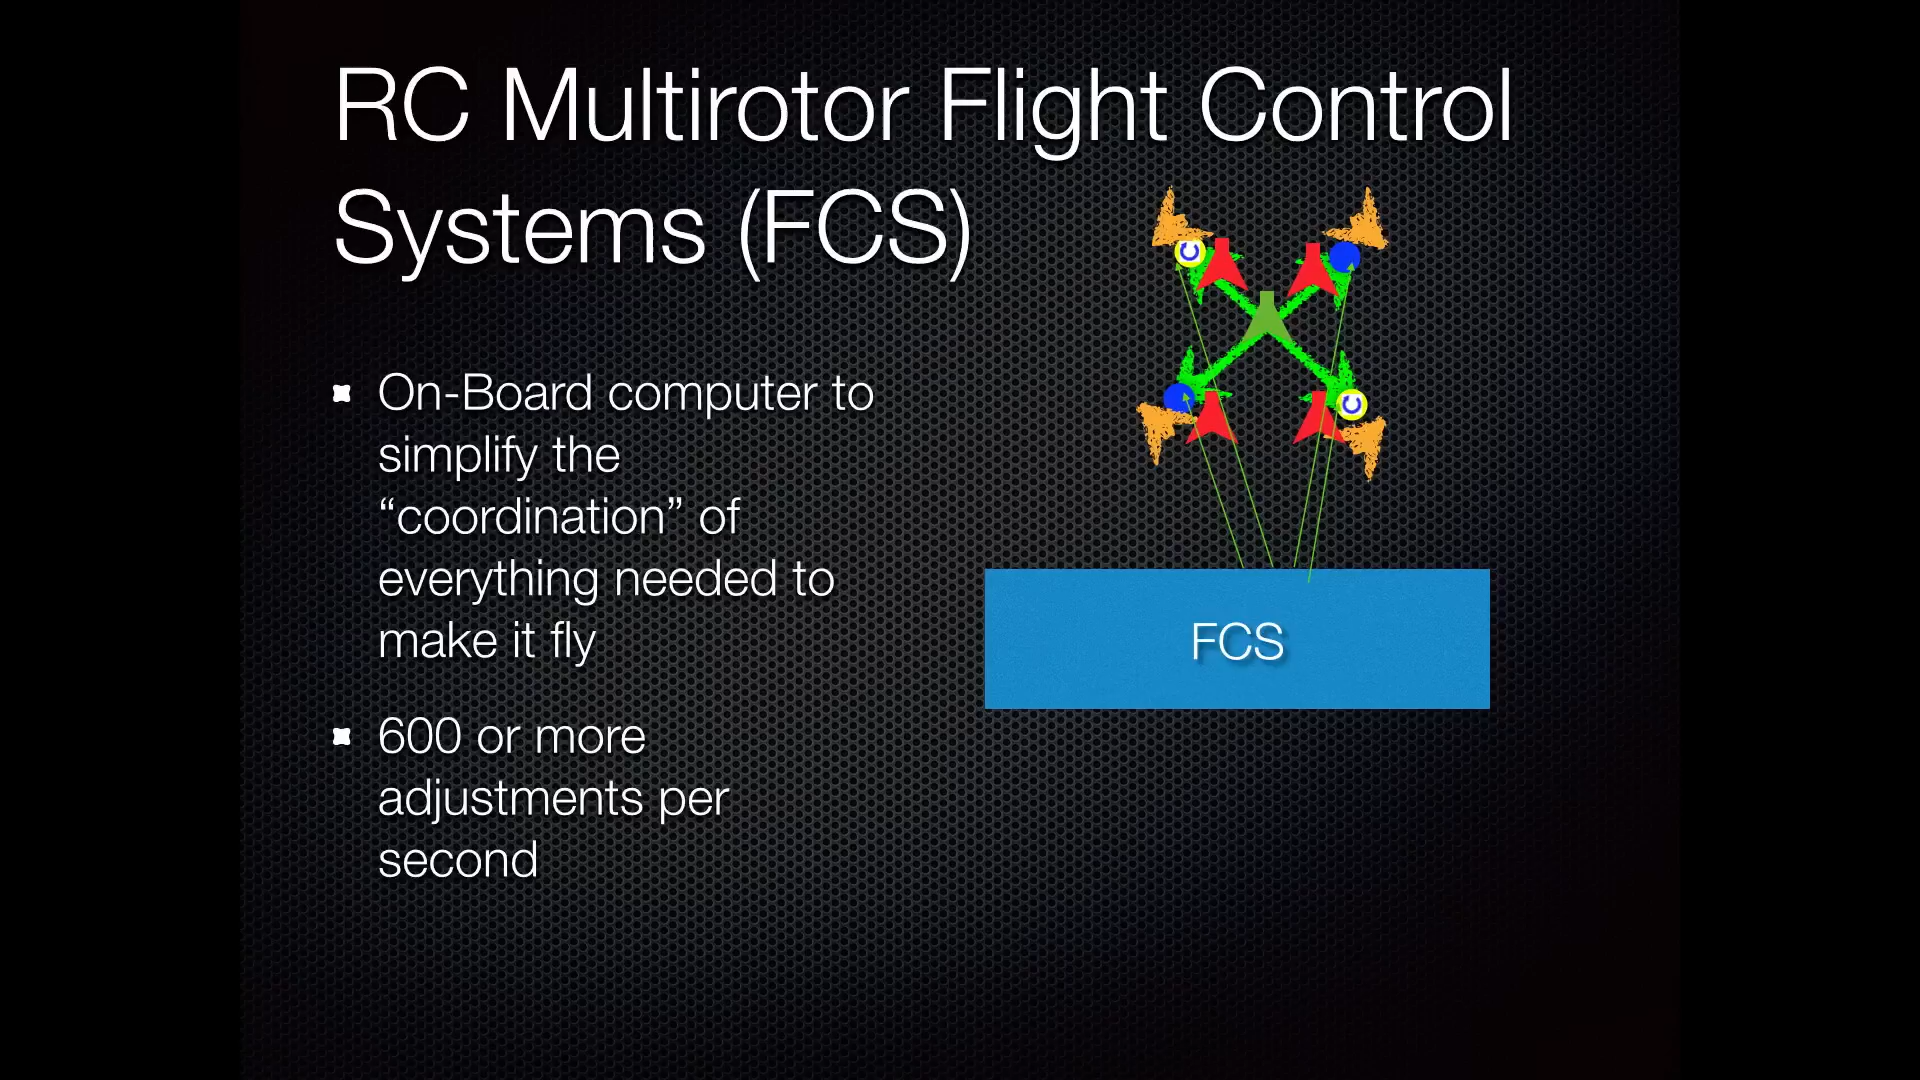 RC Multirotor Flight Control
Systems (FCS)
On-Board computer to
simplify the
“coordination” of
everything needed to
make it fly
600 or more
adjustments per
second
FCS